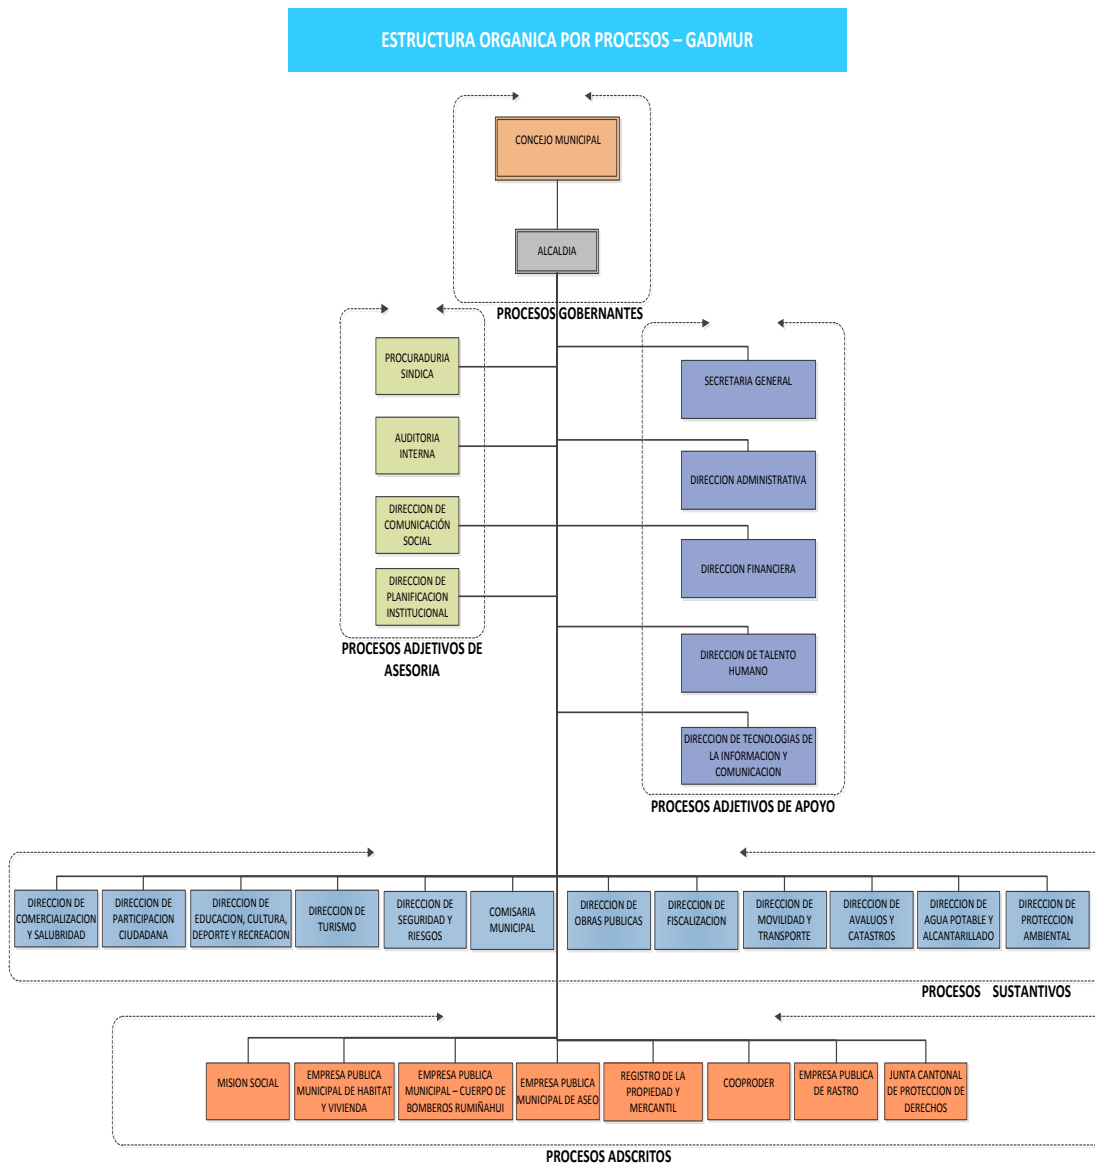 ESTRUCTURA ORGANICA POR PROCESOS – GADMUR
CONCEJO MUNICIPAL
ALCALDIA
PROCESOS GOBERNANTES
PROCURADURIA
SINDICA
AUDITORIA
INTERNA
DIRECCION DE
COMUNICACIÓN
SOCIAL
DIRECCION DE
PLANIFICACION
INSTITUCIONAL
PROCESOS ADJETIVOS DE
ASESORIA
SECRETARIA GENERAL
DIRECCION ADMINISTRATIVA
DIRECCION FINANCIERA
DIRECCION DE TALENTO
HUMANO
DIRECCION DE TECNOLOGIAS DE
LA INFORMACION Y
COMUNICACION
PROCESOS ADJETIVOS DE APOYO
DIRECCION DE
COMERCIALIZACION
Y SALUBRIDAD
DIRECCION DE
PARTICIPACION
CIUDADANA
DIRECCION DE
EDUCACION, CULTURA,
DEPORTE Y RECREACION
DIRECCION DE
TURISMO
DIRECCION DE
SEGURIDAD Y
RIESGOS
COMISARIA
MUNICIPAL
DIRECCION DE
OBRAS PUBLICAS
DIRECCION DE
FISCALIZACION
DIRECCION DE
MOVILIDAD Y
TRANSPORTE
DIRECCION DE
AVALUOS Y
CATASTROS
DIRECCION DE
AGUA POTABLE Y
ALCANTARILLADO
DIRECCION DE
PROTECCION
AMBIENTAL
PROCESOS SUSTANTIVOS
MISION SOCIAL
EMPRESA PUBLICA
MUNICIPAL DE HABITAT
Y VIVIENDA
EMPRESA PUBLICA
MUNICIPAL – CUERPO DE
BOMBEROS RUMIÑAHUI
EMPRESA PUBLICA
MUNICIPAL DE ASEO
REGISTRO DE LA
PROPIEDAD Y
MERCANTIL
COOPRODER
EMPRESA PUBLICA
DE RASTRO
JUNTA CANTONAL
DE PROTECCION DE
DERECHOS
PROCESOS ADSCRITOS